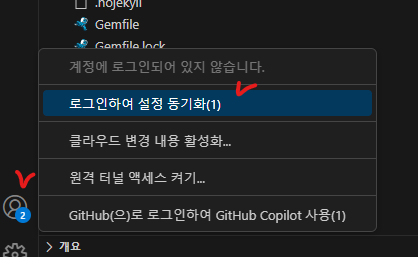 .nojekyll
Gemfile
Gemfile.lock
계정에 로그인되어 있지 않습니다.
로그인하여 설정 동기화(1)
클라우드 변경 내용 활성화...
원격 터널 액세스 켜기...
2
GitHub(으)로 로그인하여 GitHub Copilot 사용(1)
개요